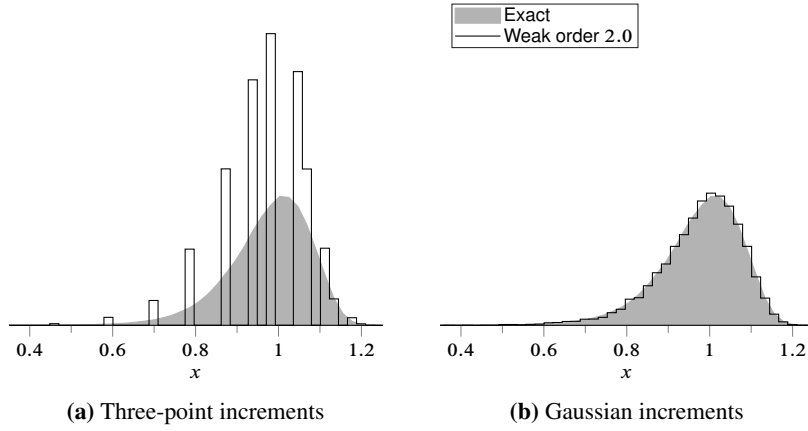 Exact
Weak order 2.0
0.4 0.6 0.8 1 1.2
x
0.4 0.6 0.8 1 1.2
x
(a) Three-point increments
(b) Gaussian increments